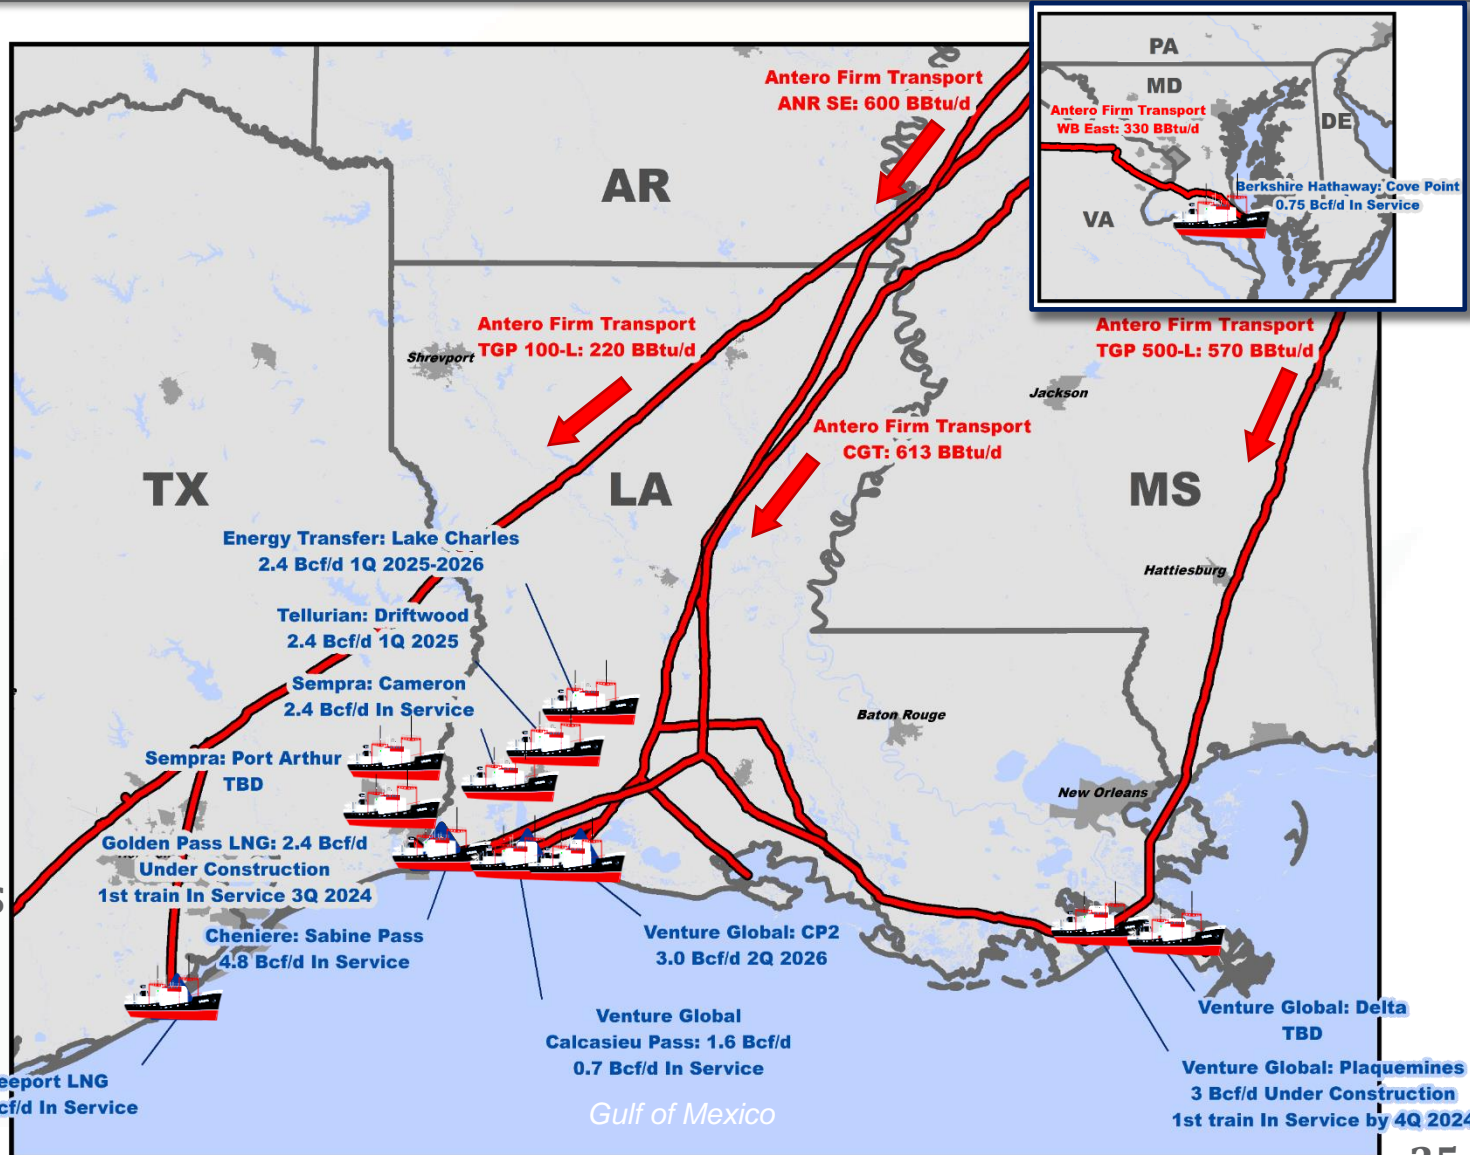 PA
MD
DE
VA
Antero Firm Transport
WB East: 330 BBtu/d
Berkshire Hathaway: Cove Point
0.75 Bcf/d In Service
Antero Firm Transport
ANR SE: 600 BBtu/d
AR
Antero Firm Transport
TGP 100-L: 220 BBtu/d
Shrevport
Antero Firm Transport
TGP 500-L: 570 BBtu/d
Jackson
Antero Firm Transport
CGT: 613 BBtu/d
TX
LA
MS
Energy Transfer: Lake Charles
2.4 Bcf/d 1Q 2025-2026
Hattiesburg
Tellurian: Driftwood
2.4 Bcf/d 1Q 2025
Sempra: Cameron
2.4 Bcf/d In Service
Baton Rouge
Sempra: Port Arthur
TBD
New Orleans
Golden Pass LNG: 2.4 Bcf/d
Under Construction
1st train In Service 3Q 2024
Cheniere: Sabine Pass
4.8 Bcf/d In Service
Venture Global: CP2
3.0 Bcf/d 2Q 2026
Venture Global
Calcasieu Pass: 1.6 Bcf/d
0.7 Bcf/d In Service
Venture Global: Delta
TBD
Venture Global: Plaquemines
3 Bcf/d Under Construction
1st train In Service by 4Q 2024
eeport LNG
cf/d In Service
Gulf of Mexico